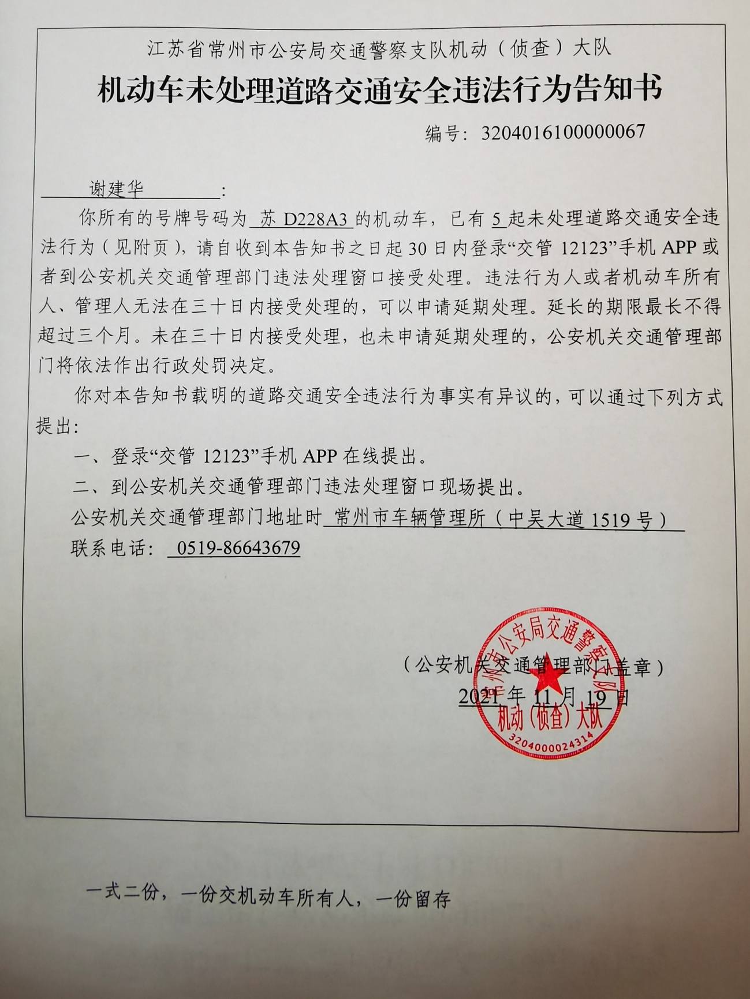 江苏省常州市公安局交通警察支队机动（侦查）大队
机动车未处理道路交通安全违法行为告知书
编号：3204016100000067
谢建华：
你所有的号牌号码为 苏 D228A3 的机动车，已有 5 起未处理道路交通安全违
法行为（见附页），请自收到本告知书之日起 30 日内登录“交管 12123”手机 APP 或
者到公安机关交通管理部门违法处理窗口接受处理。违法行为人或者机动车所有
人、管理人无法在三十日内接受处理的，可以申请延期处理。延长的期限最长不得
超过三个月。未在三十日内接受处理，也未申请延期处理的，公安机关交通管理部
门将依法作出行政处罚决定。
你对本告知书载明的道路交通安全违法行为事实有异议的，可以通过下列方式
提出：
一、登录“交管 12123”手机 APP 在线提出。
二、到公安机关交通管理部门违法处理窗口现场提出。
公安机关交通管理部门地址时 常州市车辆管理所（中吴大道 1519 号）
联系电话： 0519-86643679
常州市公安局交通警察支队
（公安机关交通管理部门盖章）
2021 年 11 月 19 日
机动（侦查）大队
3204000024314
一式二份，一份交机动车所有人，一份留存